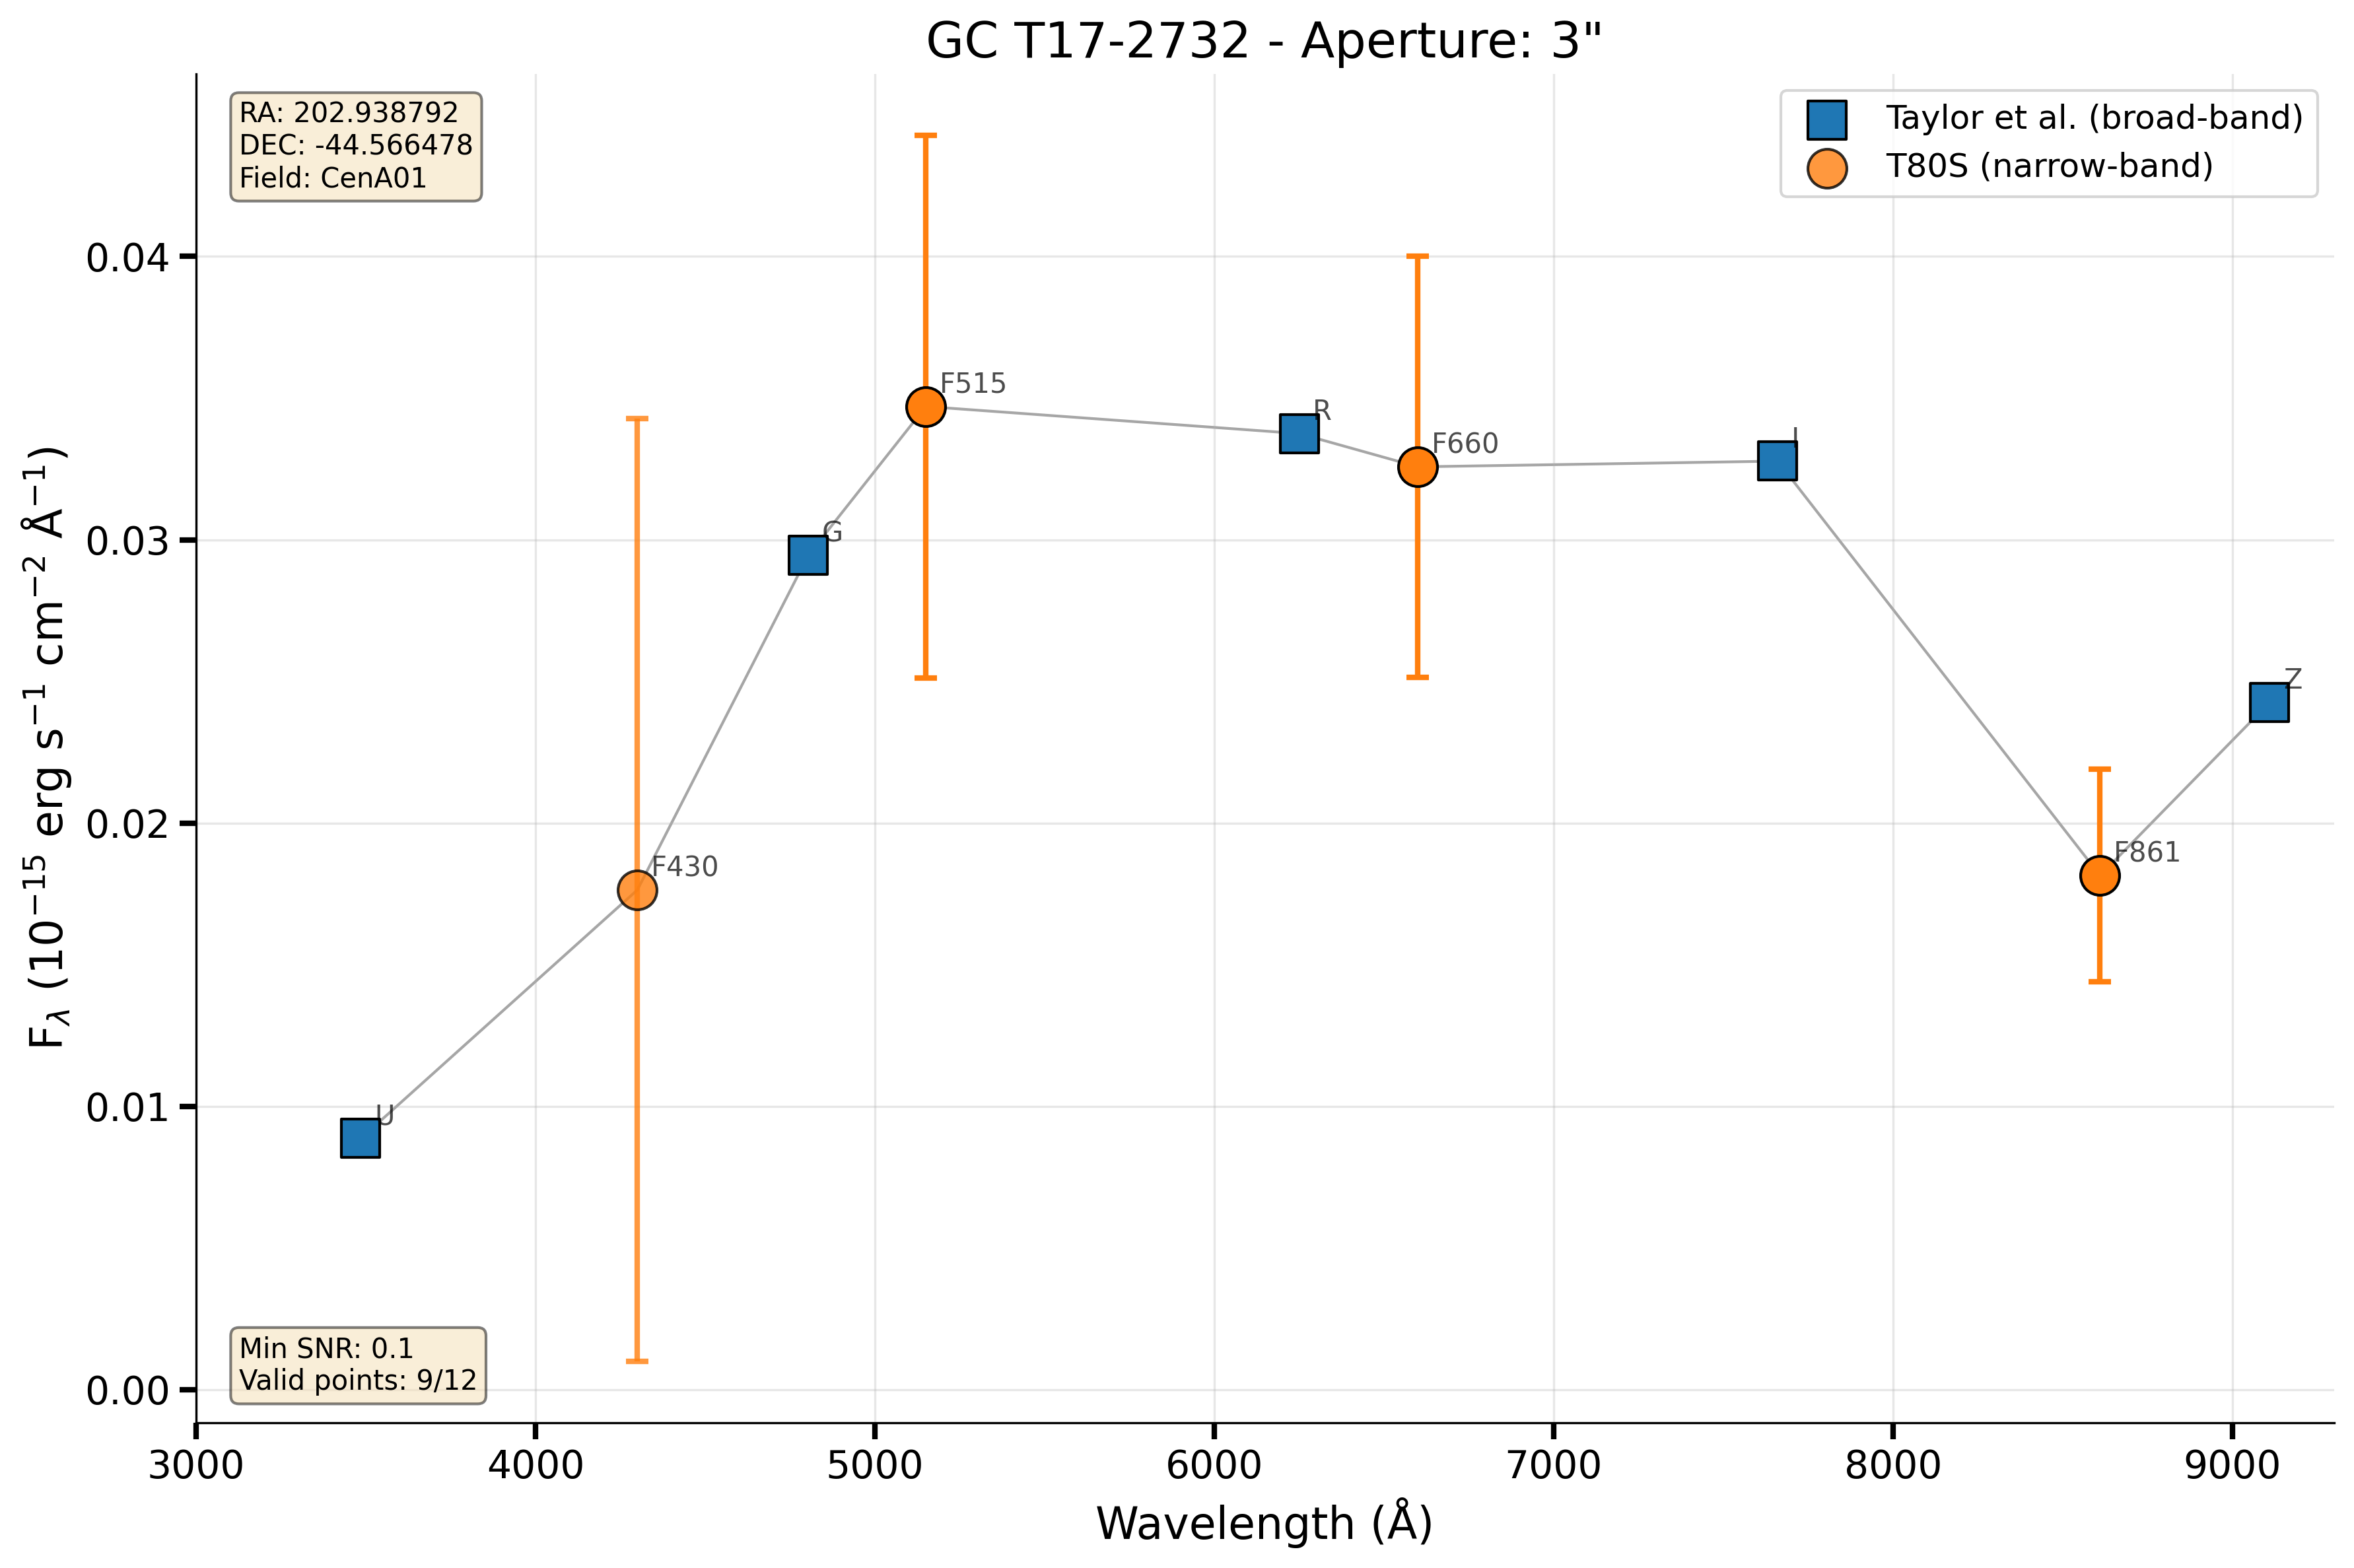 GC T17-2732 - Aperture: 3"
RA: 202.938792
DEC: -44.566478
Field: CenA01
Taylor et al. (broad-band)
T80S (narrow-band)
F515
R
F660
I
G
Z
F430
F861
U
Min SNR: 0.1
Valid points: 9/12
0.04
0.03
0.02
0.01
0.00
F_λ (10⁻¹⁵ erg s⁻¹ cm⁻² Å⁻¹)
3000 4000 5000 6000 7000 8000 9000
Wavelength (Å)